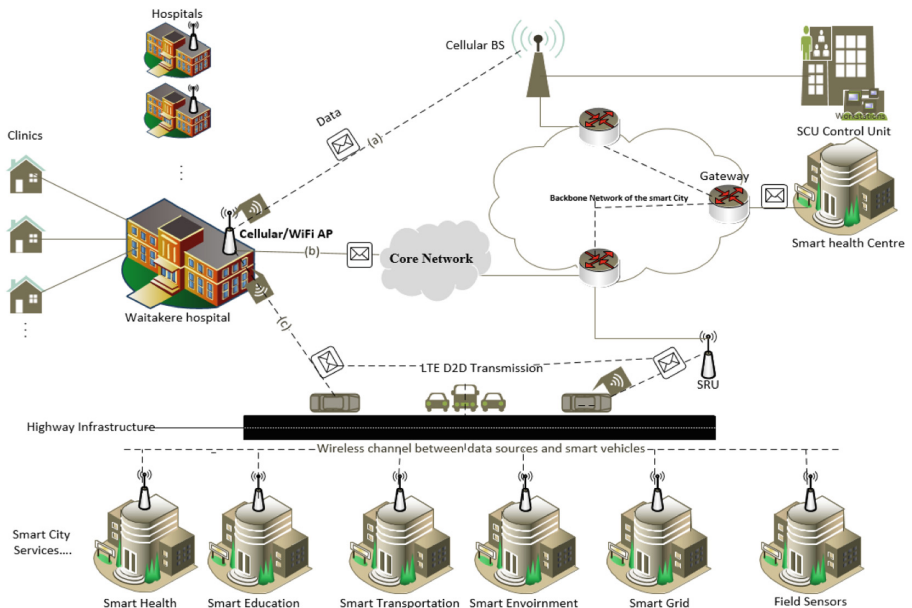 Hospitals
Cellular BS
Data
(a)
Workstations
SCU Control Unit
Clinics
Gateway
Backbone Network of the smart City
Cellular/WiFi AP
(b)
Core Network
Smart health Centre
Waitakere hospital
(c)
LTE D2D Transmission
SRU
Highway Infrastructure
Wireless channel between data sources and smart vehicles
Smart City
Services....
Smart Health
Smart Education
Smart Transportation
Smart Envoirnment
Smart Grid
Field Sensors